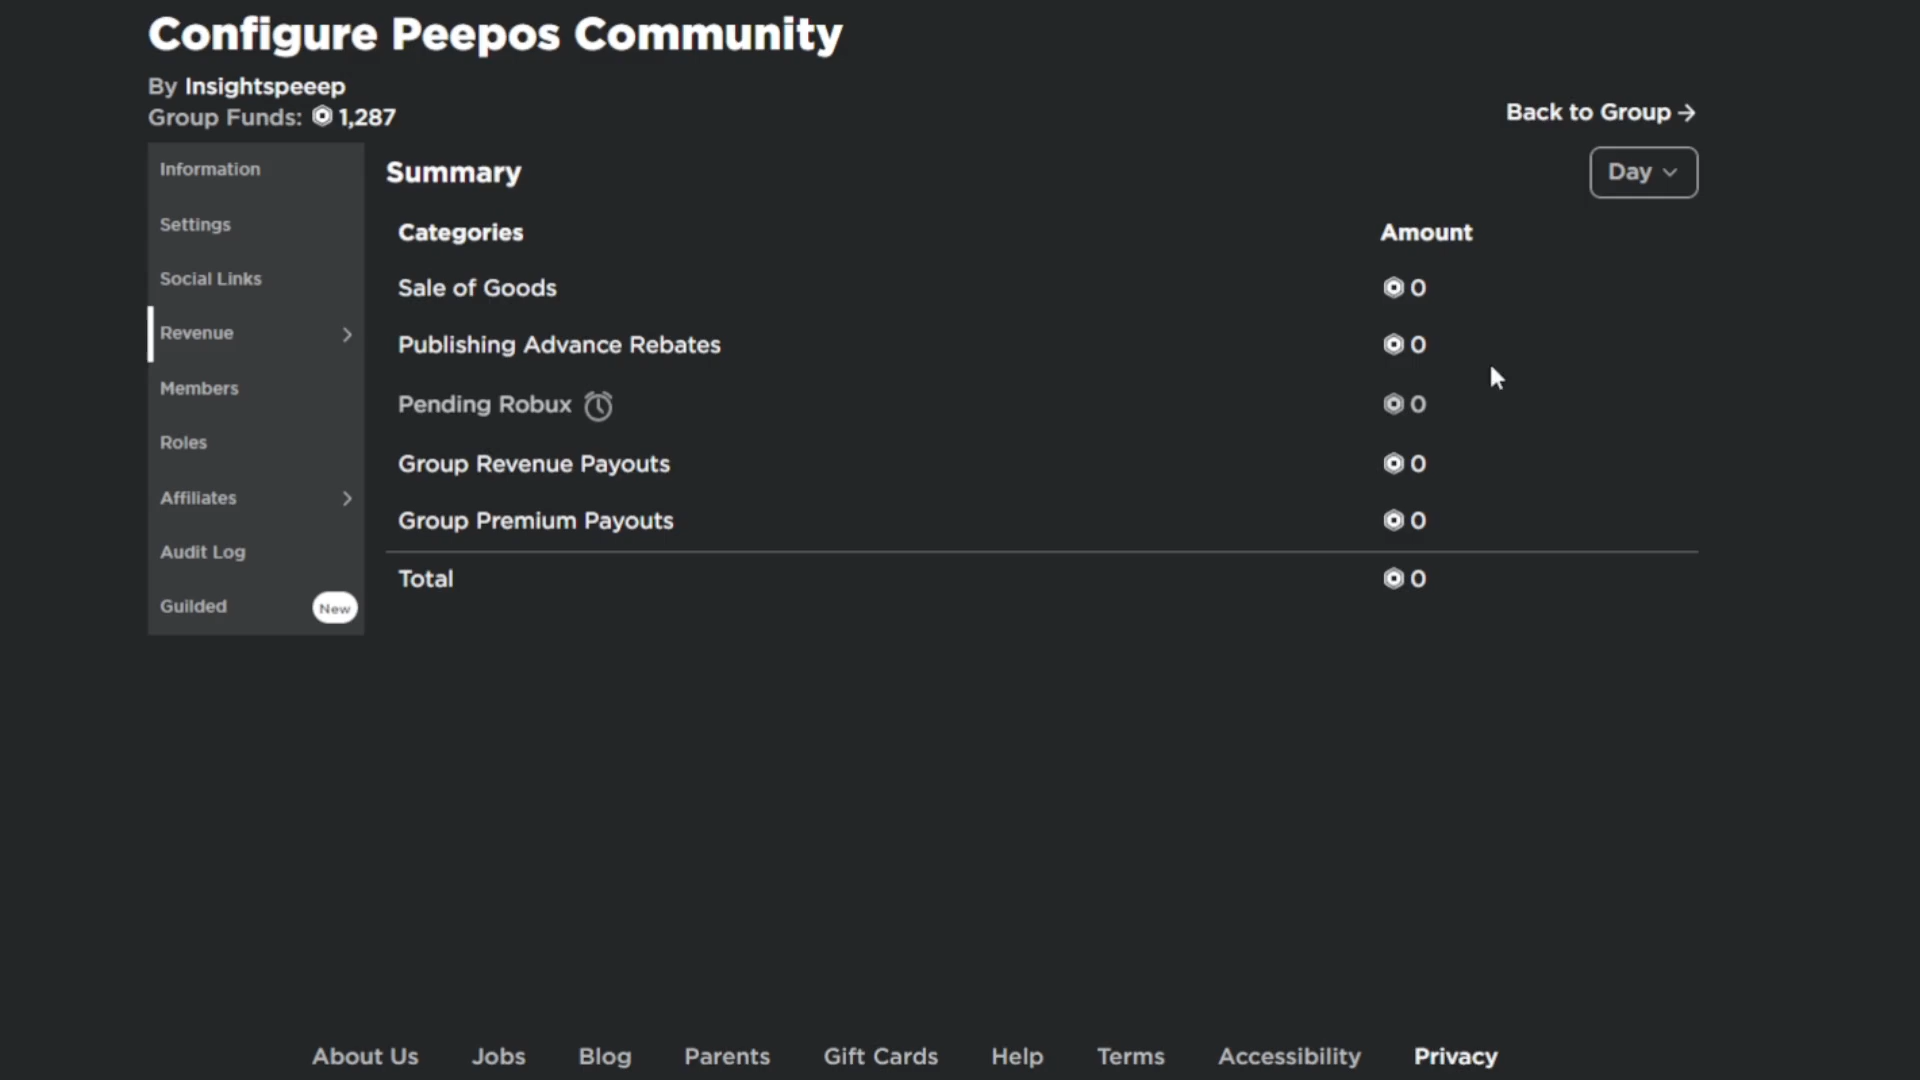 Configure Peepos Community
By Insightspeeep
Group Funds: 1,287
Back to Group
Information
Settings
Social Links
Revenue
Members
Roles
Affiliates
Audit Log
Guilded New
Summary
Day
Categories Amount
Sale of Goods 0
Publishing Advance Rebates 0
Pending Robux 0
Group Revenue Payouts 0
Group Premium Payouts 0
Total 0
About Us Jobs Blog Parents Gift Cards Help Terms Accessibility Privacy